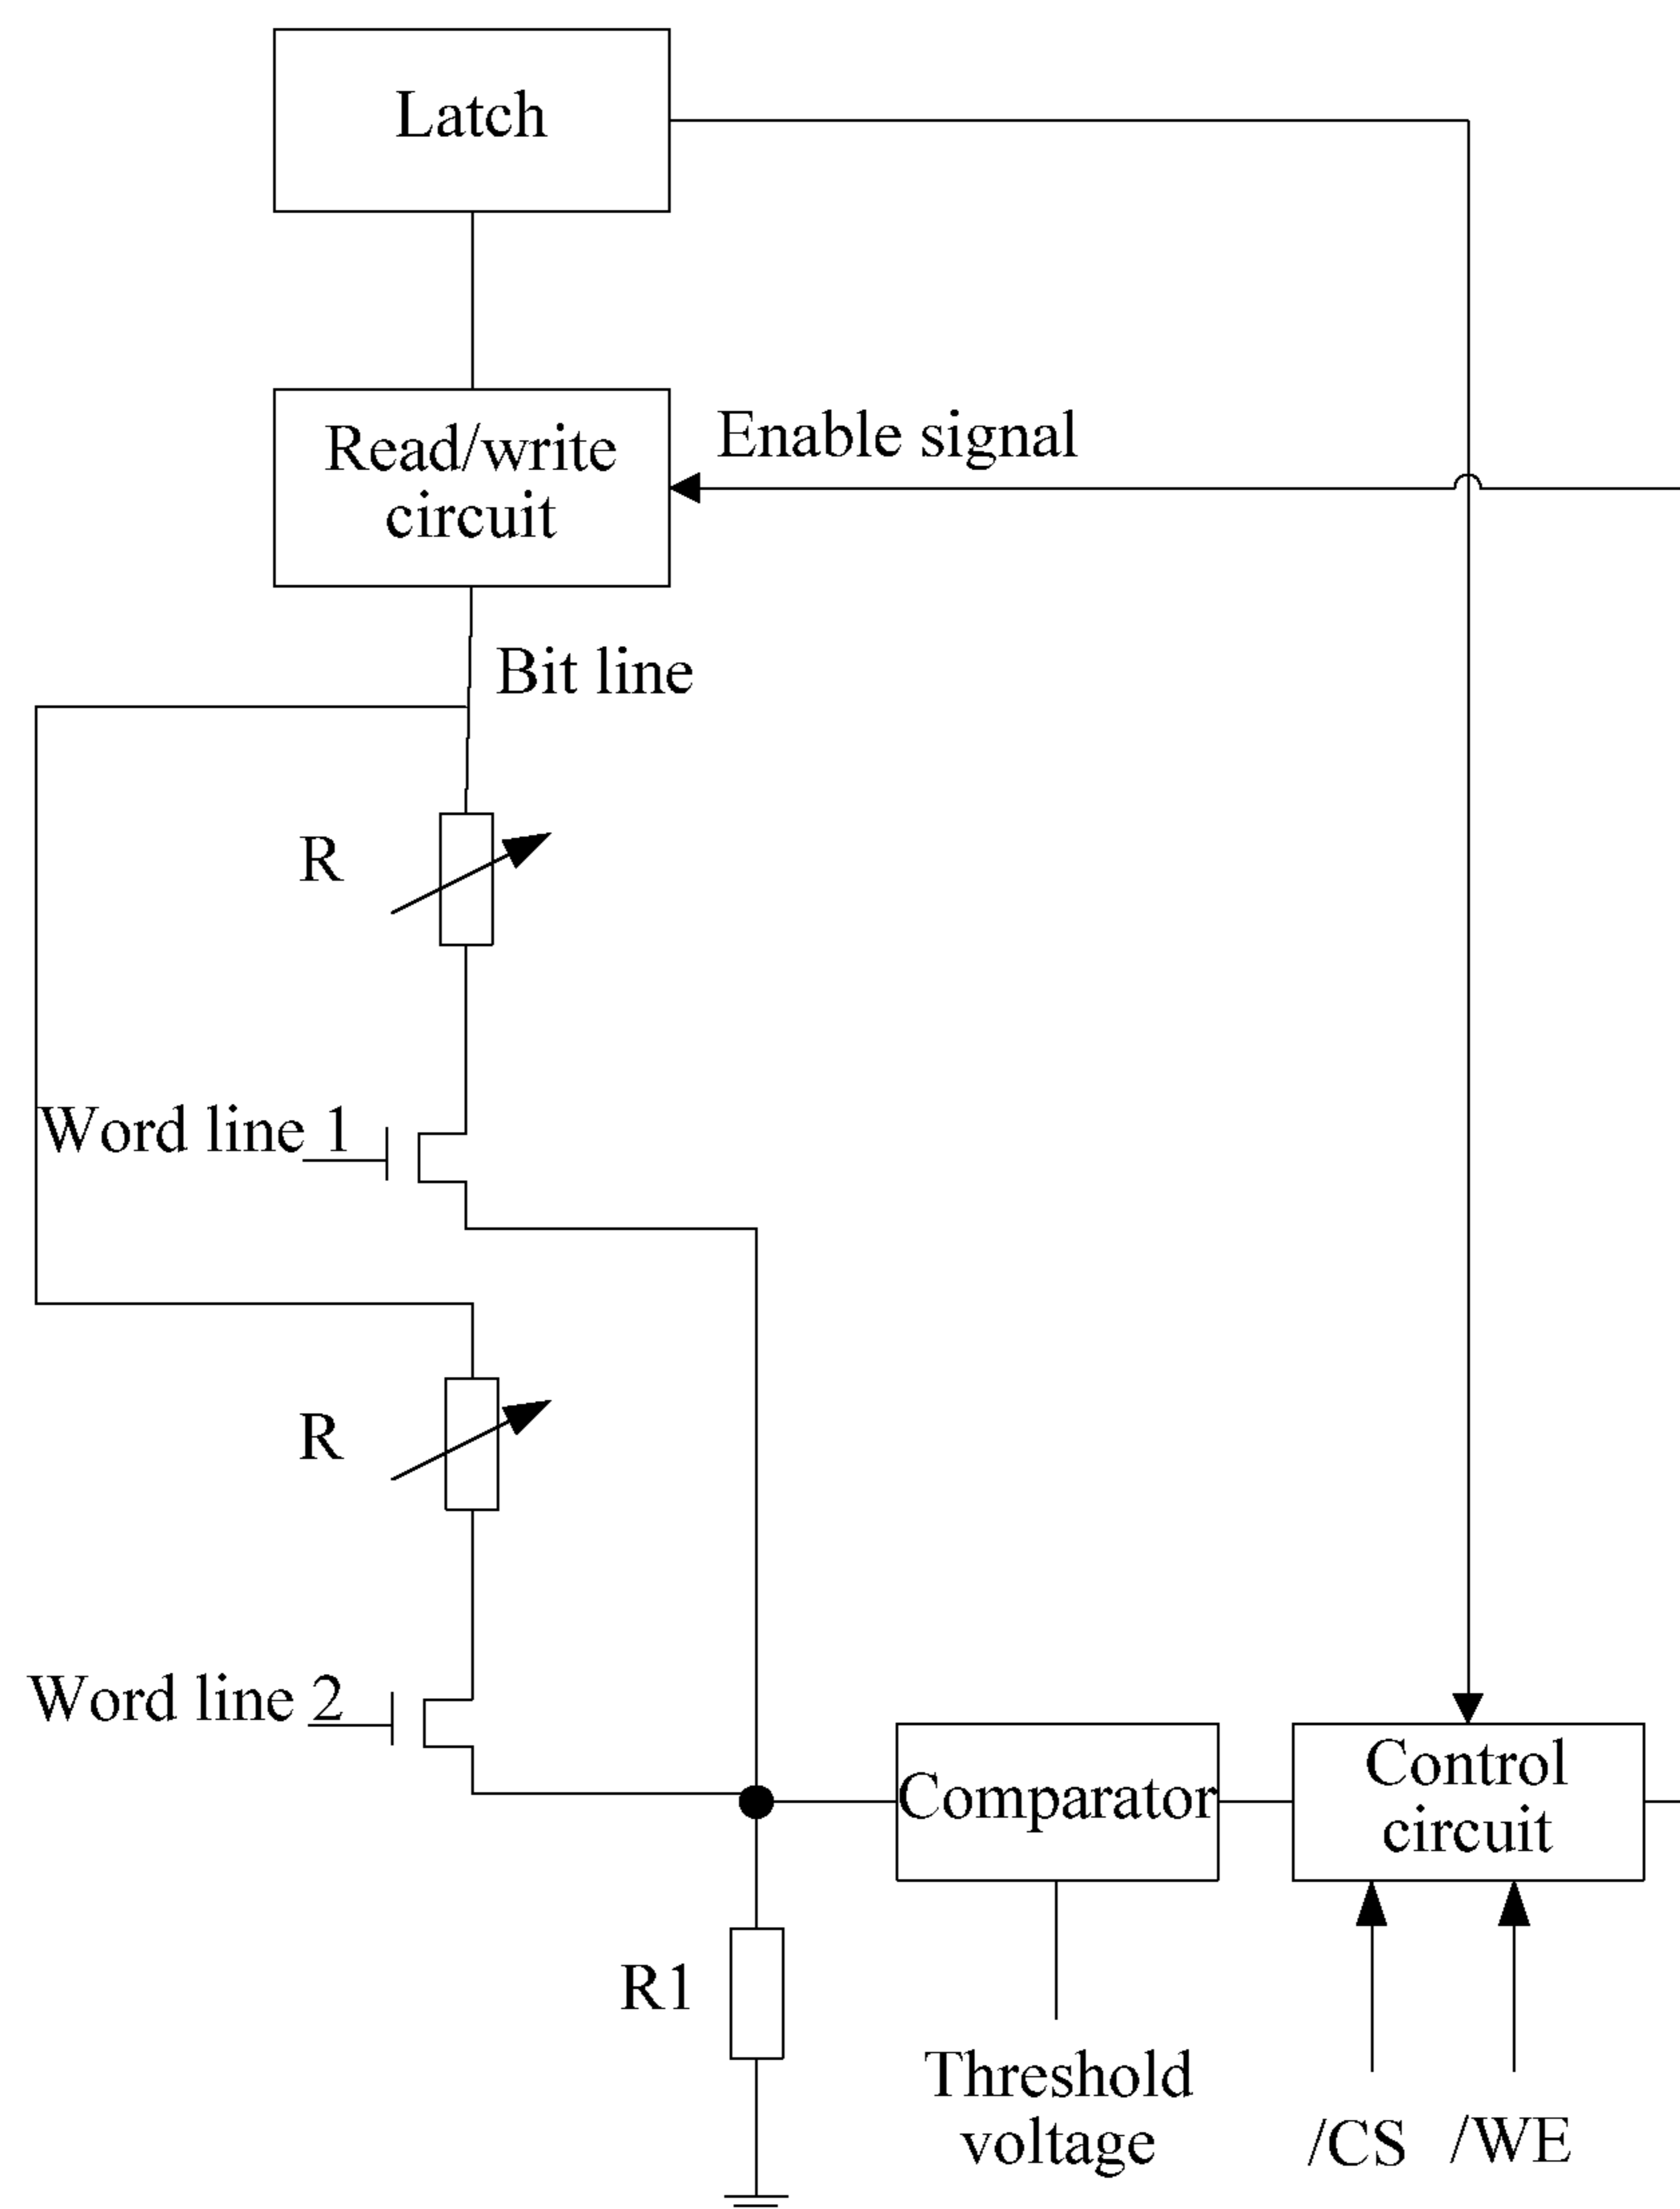 Latch
Read/write
circuit
Enable signal
Bit line
R
Word line 1
R
Word line 2
Comparator
Control
circuit
R1
Threshold
voltage
/CS
/WE